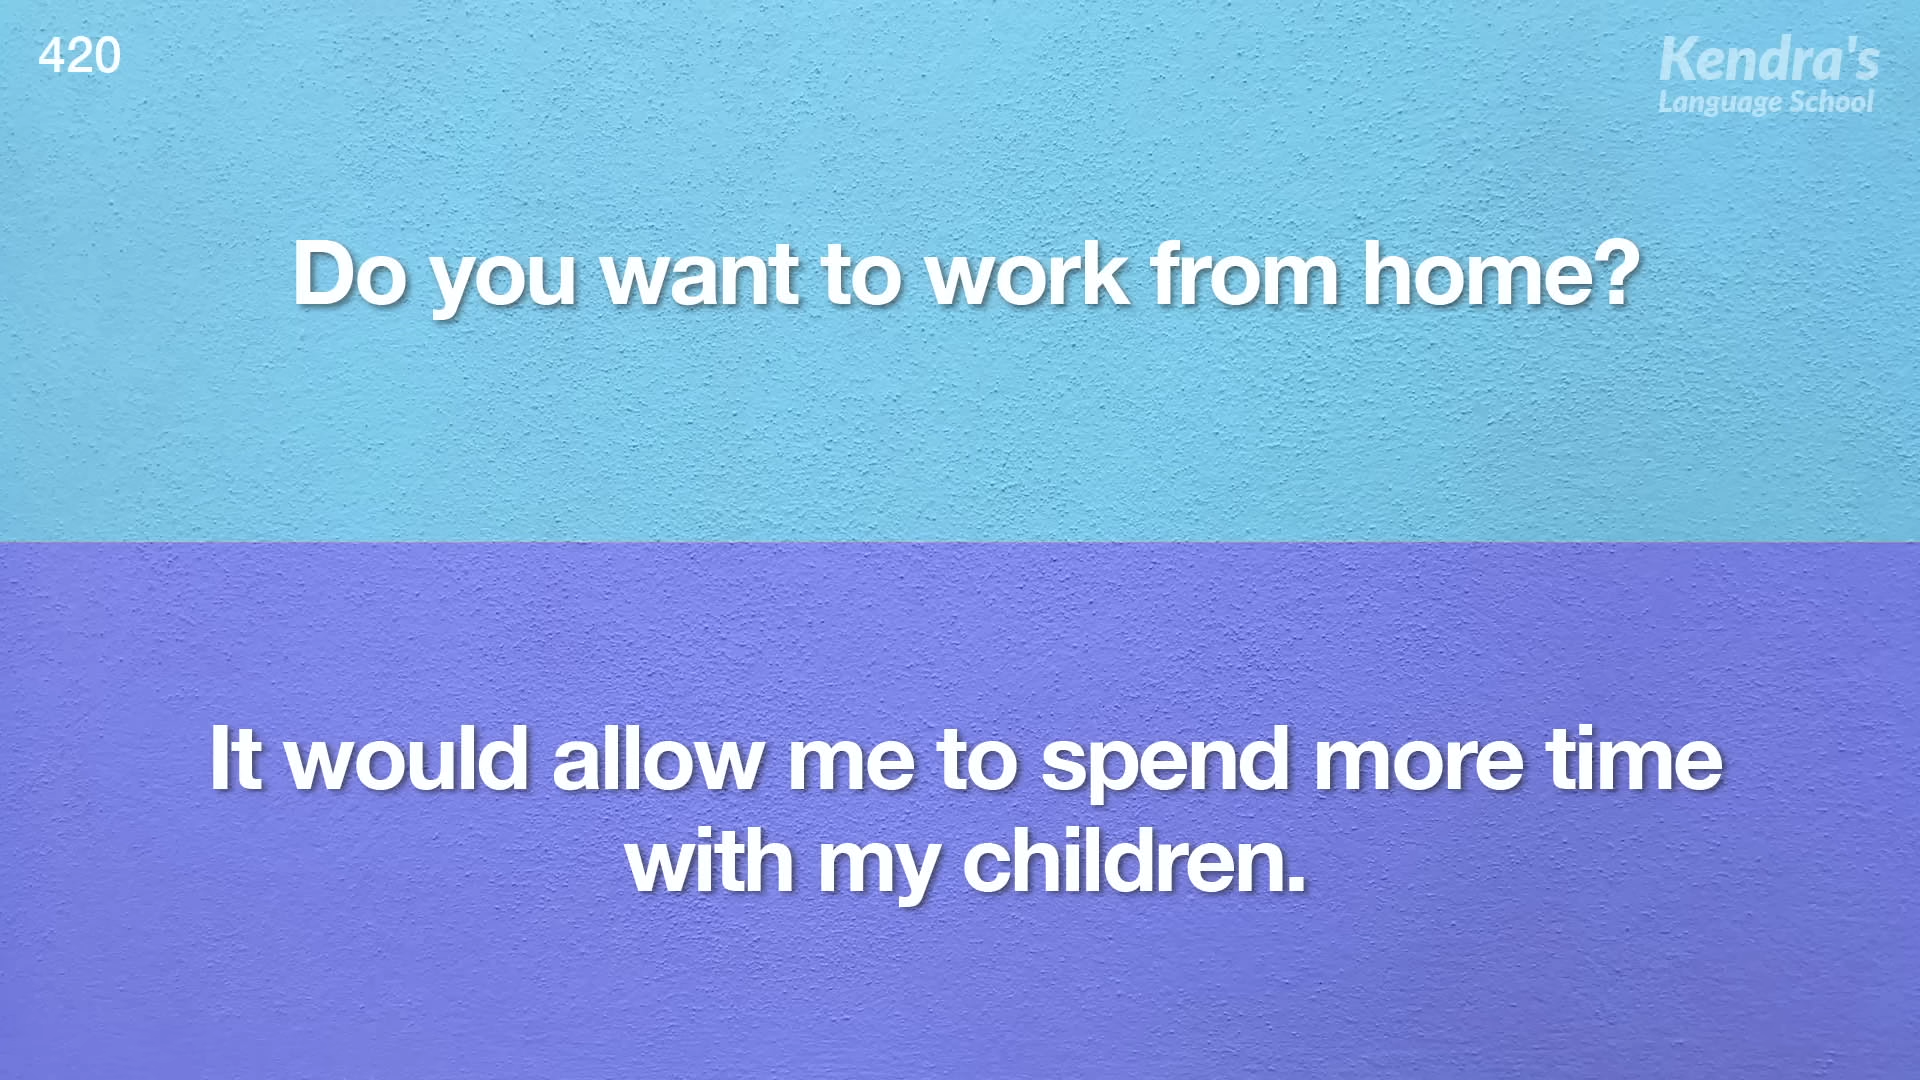 420
Kendra's
Language School
Do you want to work from home?
It would allow me to spend more time
with my children.